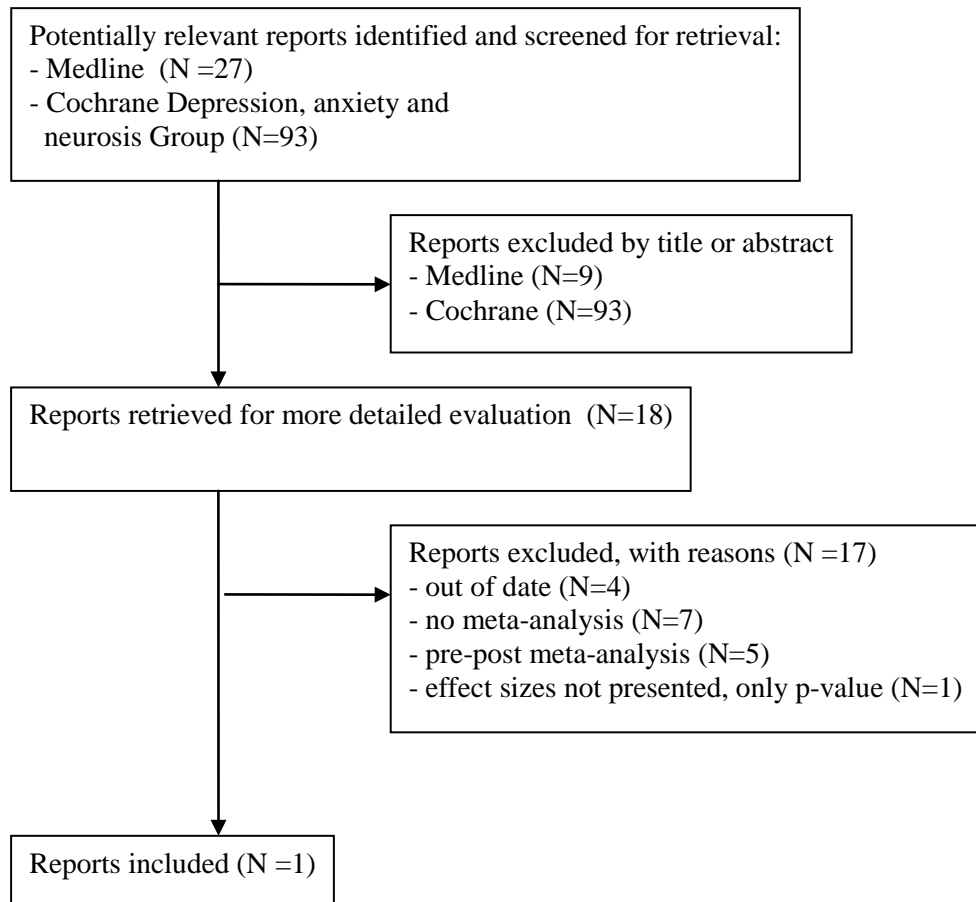 Potentially relevant reports identified and screened for retrieval:
- Medline (N =27)
- Cochrane Depression, anxiety and
neurosis Group (N=93)
Reports excluded by title or abstract
- Medline (N=9)
- Cochrane (N=93)
Reports retrieved for more detailed evaluation (N=18)
Reports excluded, with reasons (N =17)
- out of date (N=4)
- no meta-analysis (N=7)
- pre-post meta-analysis (N=5)
- effect sizes not presented, only p-value (N=1)
Reports included (N =1)